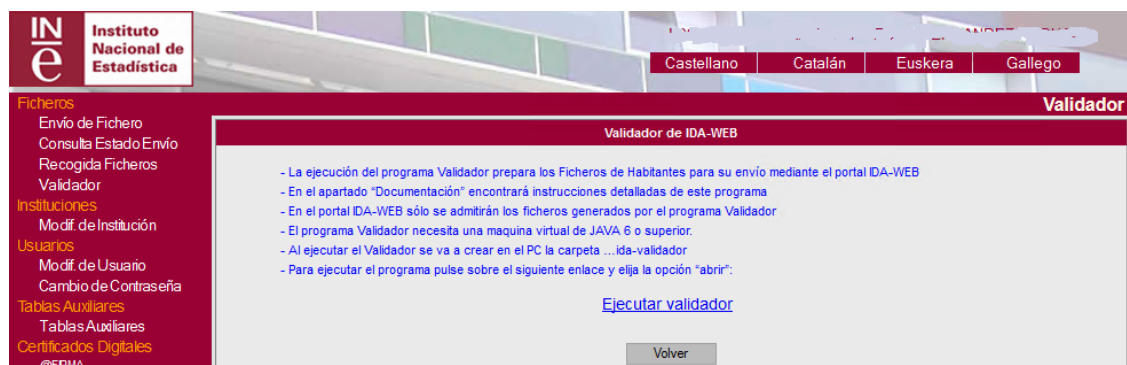 INe
Instituto
Nacional de
Estadística
Castellano Catalán Euskera Gallego
Validador
Ficheros
Envío de Fichero
Consulta Estado Envío
Recogida Ficheros
Validador
Instituciones
Modif. de Institución
Usuarios
Modif. de Usuario
Cambio de Contraseña
Tablas Auxiliares
Tablas Auxiliares
Certificados Digitales
@FIRMA
Validador de IDA-WEB
- La ejecución del programa Validador prepara los Ficheros de Habitantes para su envío mediante el portal IDA-WEB
- En el apartado "Documentación" encontrará instrucciones detalladas de este programa
- En el portal IDA-WEB sólo se admitirán los ficheros generados por el programa Validador
- El programa Validador necesita una maquina virtual de JAVA 6 o superior.
- Al ejecutar el Validador se va a crear en el PC la carpeta ...ida-validador
- Para ejecutar el programa pulse sobre el siguiente enlace y elija la opción "abrir":
Ejecutar validador
Volver